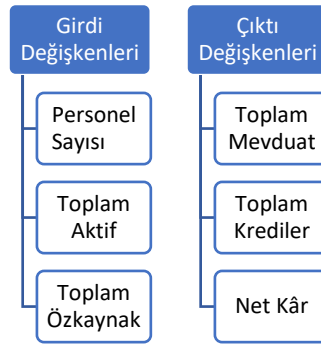 Girdi
Değişkenleri
Personel
Sayısı
Toplam
Aktif
Toplam
Özkaynak
Çıktı
Değişkenleri
Toplam
Mevduat
Toplam
Krediler
Net Kâr